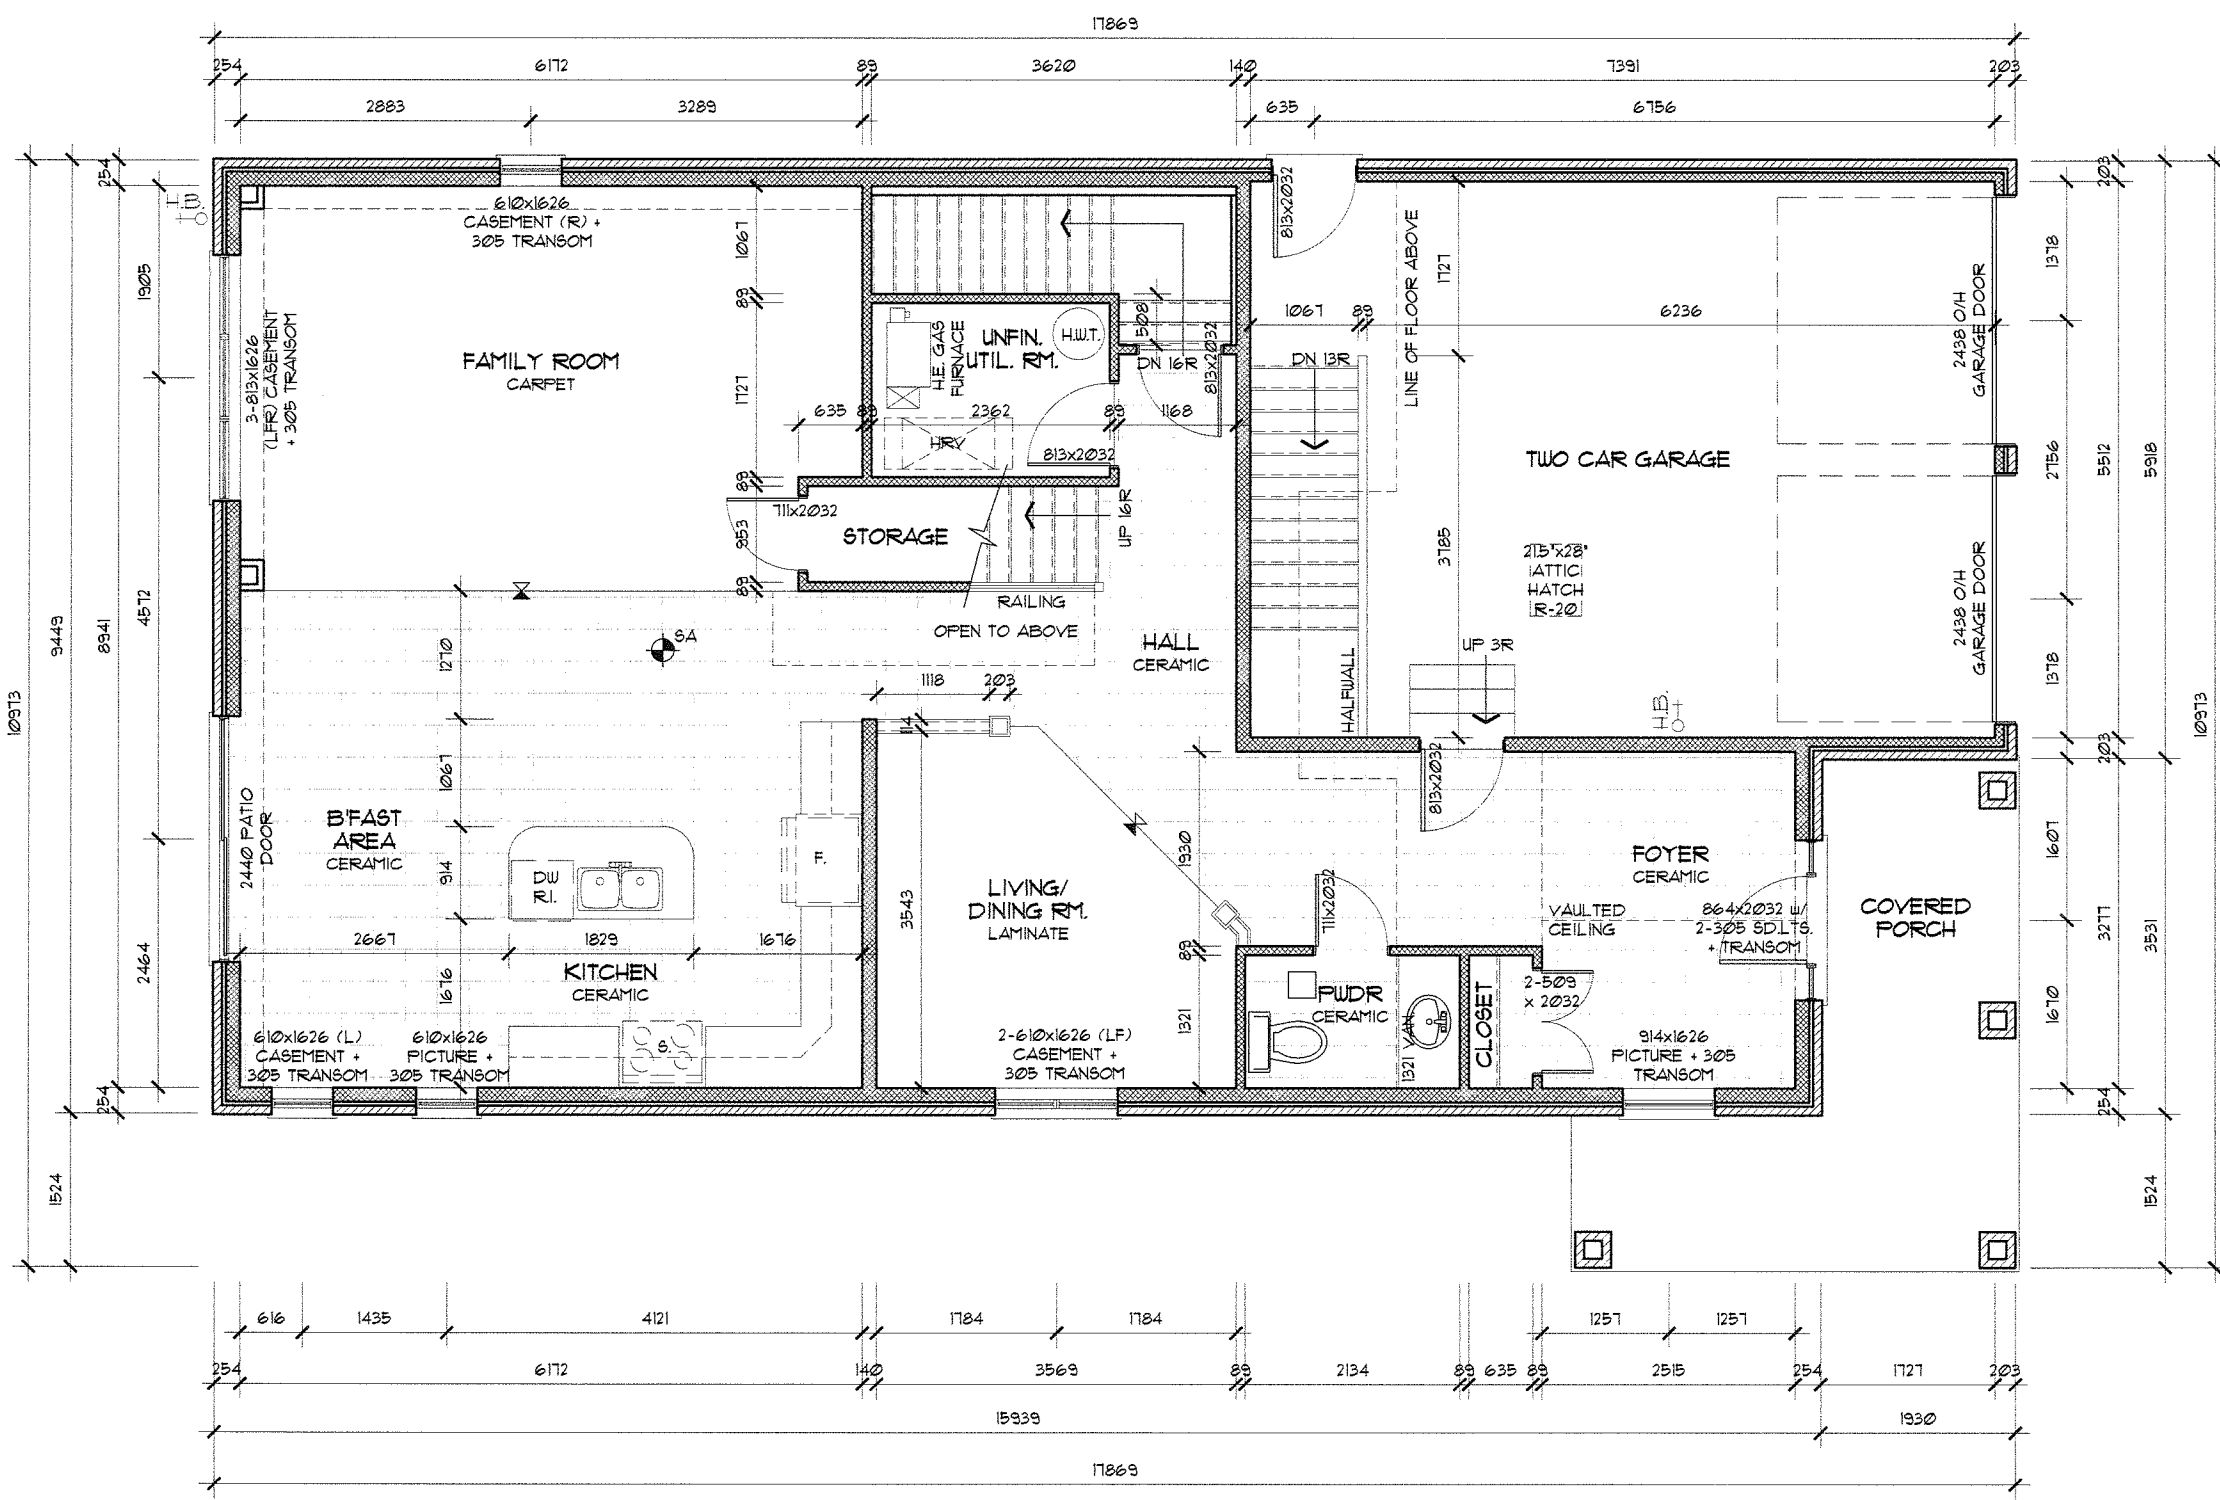 17869
254 6172 89 3620 140 7391 203
2883 3289 635 6756
10973
9449
1524
254
8941
254
1905
4572
2464
H.B.
610x1626
CASEMENT (R) +
305 TRANSOM
3-813x1626
(LFR) CASEMENT
+ 305 TRANSOM
FAMILY ROOM
CARPET
1067
89
1727
89
953
89
635 89 2362 89 1168
H.E. GAS
FURNACE
UNFIN.
UTIL. RM.
H.W.T.
HRV
813x2032
508
DN 16R
813x2032
711x2032
STORAGE
UP 16R
RAILING
OPEN TO ABOVE
HALL
CERAMIC
813x2032
LINE OF FLOOR ABOVE
1727
1067 89 6236
DN 13R
3785
TWO CAR GARAGE
21.5"x28"
ATTIC
HATCH
R-20
UP 3R
HALFWALL
H.B.
2438 O/H
GARAGE DOOR
2438 O/H
GARAGE DOOR
203
1378
2756
1378
203
5512
5918
10973
1607
1670
3277
254
3531
1524
SA
1270
1067
914
1676
1118 203
114
2440 PATIO
DOOR
B'FAST
AREA
CERAMIC
DW
R.I.
F.
2667 1829 1676
KITCHEN
CERAMIC
S.
610x1626 (L)
CASEMENT +
305 TRANSOM
610x1626
PICTURE +
305 TRANSOM
3543
LIVING/
DINING RM.
LAMINATE
2-610x1626 (LF)
CASEMENT +
305 TRANSOM
1930
89
1321
711x2032
813x2032
PWDR
CERAMIC
1321 VAN.
CLOSET
2-509
x 2032
FOYER
CERAMIC
VAULTED
CEILING
864x2032 w/
2-305 SD.LTS.
+ TRANSOM
914x1626
PICTURE + 305
TRANSOM
COVERED
PORCH
616 1435 4121 1784 1784 1257 1257
254 6172 140 3569 89 2134 89 635 89 2515 254 1727 203
15939 1930
17869